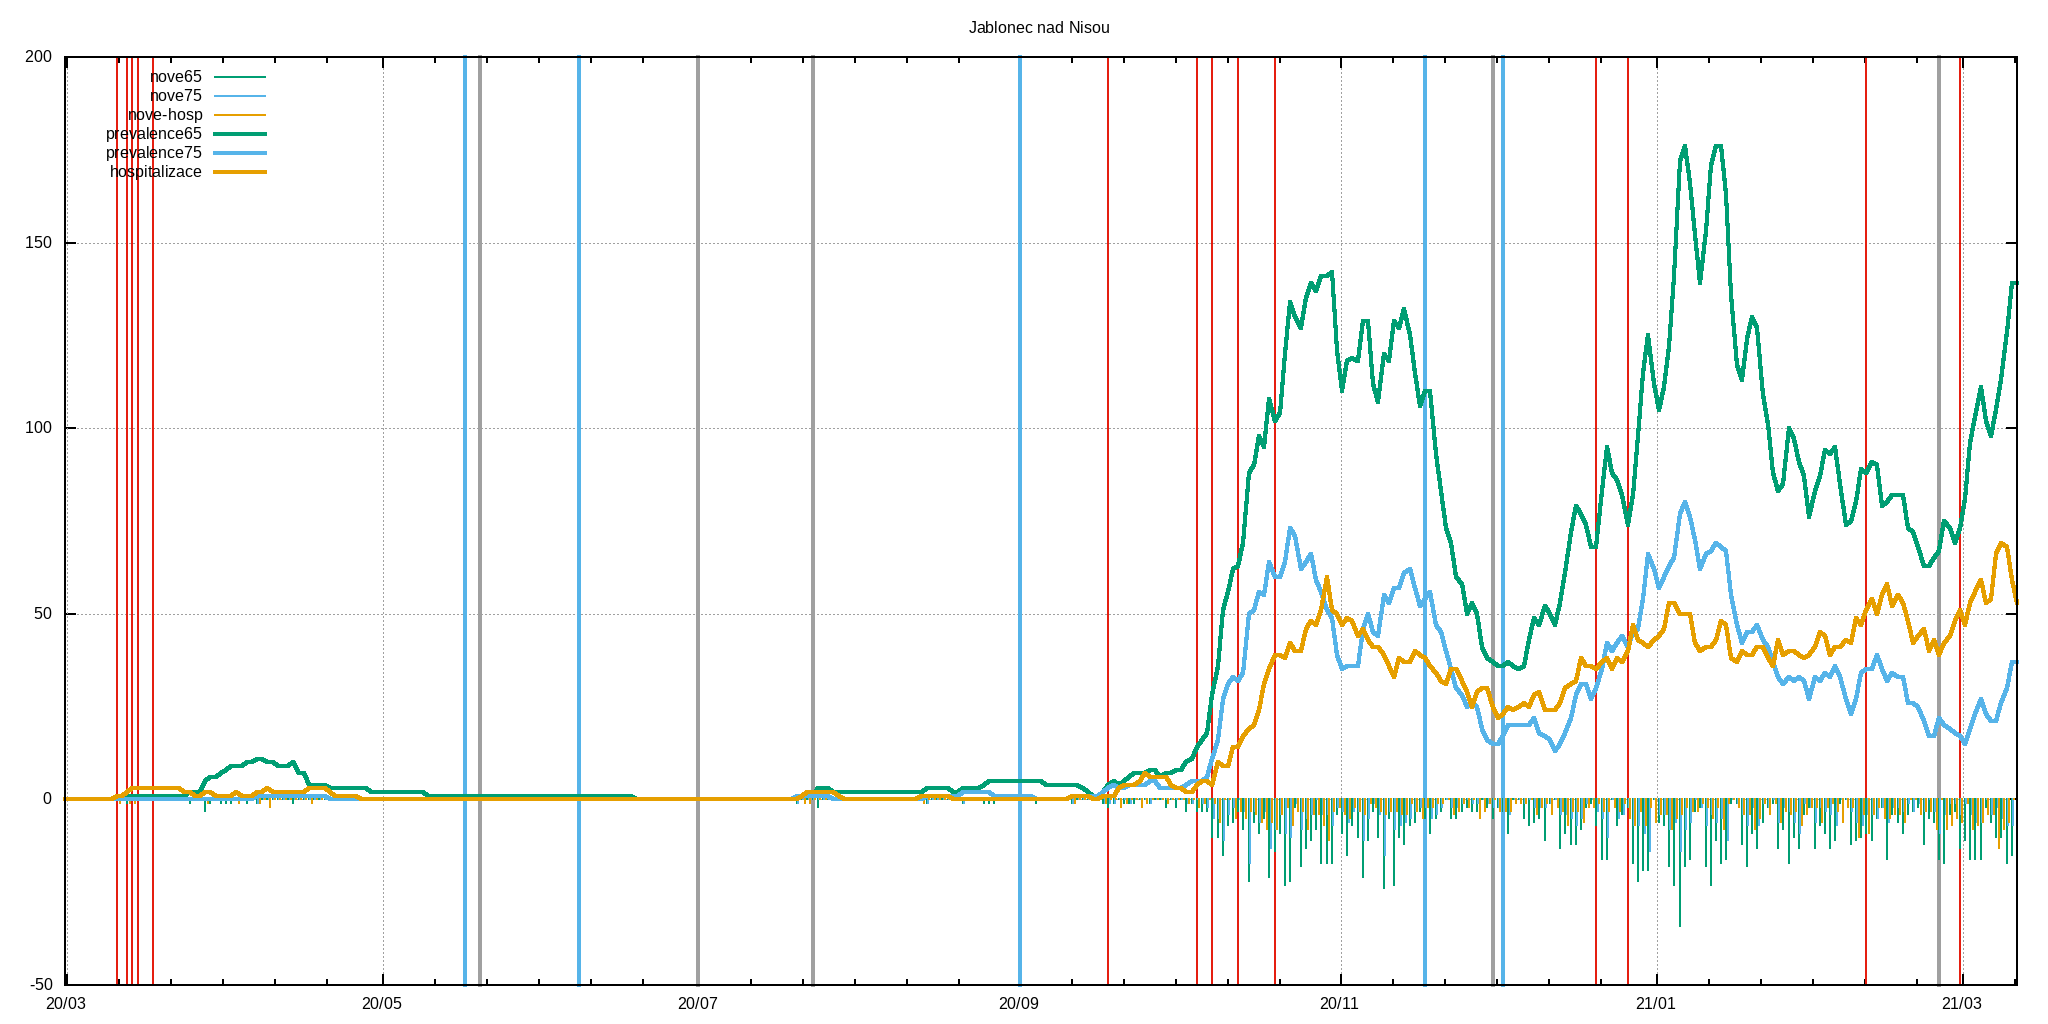 Jablonec nad Nisou
200
150
100
50
0
-50
nove65
nove75
nove-hosp
prevalence65
prevalence75
hospitalizace
20/03
20/05
20/07
20/09
20/11
21/01
21/03